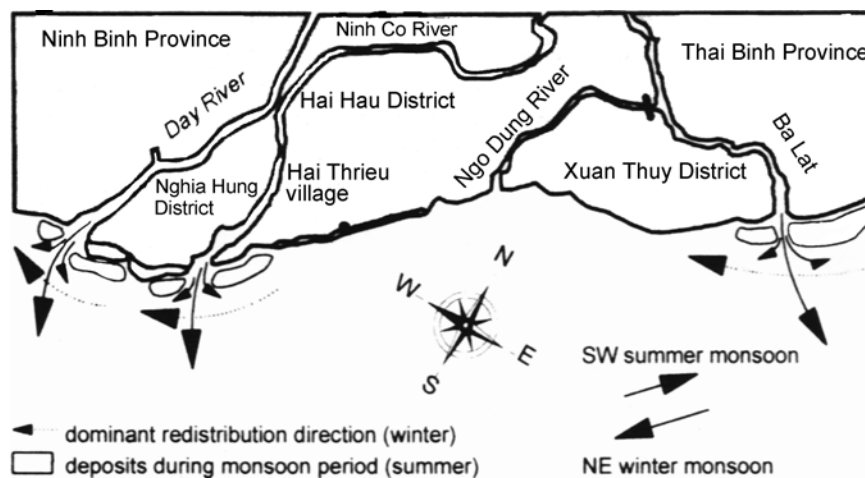 Ninh Binh Province
Ninh Co River
Thai Binh Province
Day River
Hai Hau District
Ngo Dung River
Ba Lat
Nghia Hung
District
Hai Thrieu
village
Xuan Thuy District
N
W
E
S
SW summer monsoon
dominant redistribution direction (winter)
deposits during monsoon period (summer)
NE winter monsoon